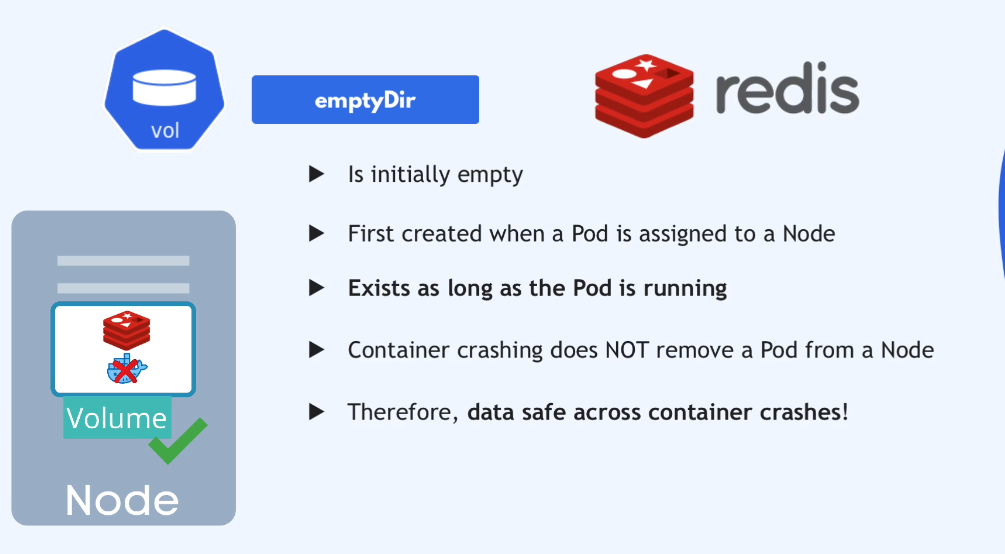 vol
emptyDir
redis
Is initially empty
First created when a Pod is assigned to a Node
Exists as long as the Pod is running
Container crashing does NOT remove a Pod from a Node
Therefore, data safe across container crashes!
Volume
Node